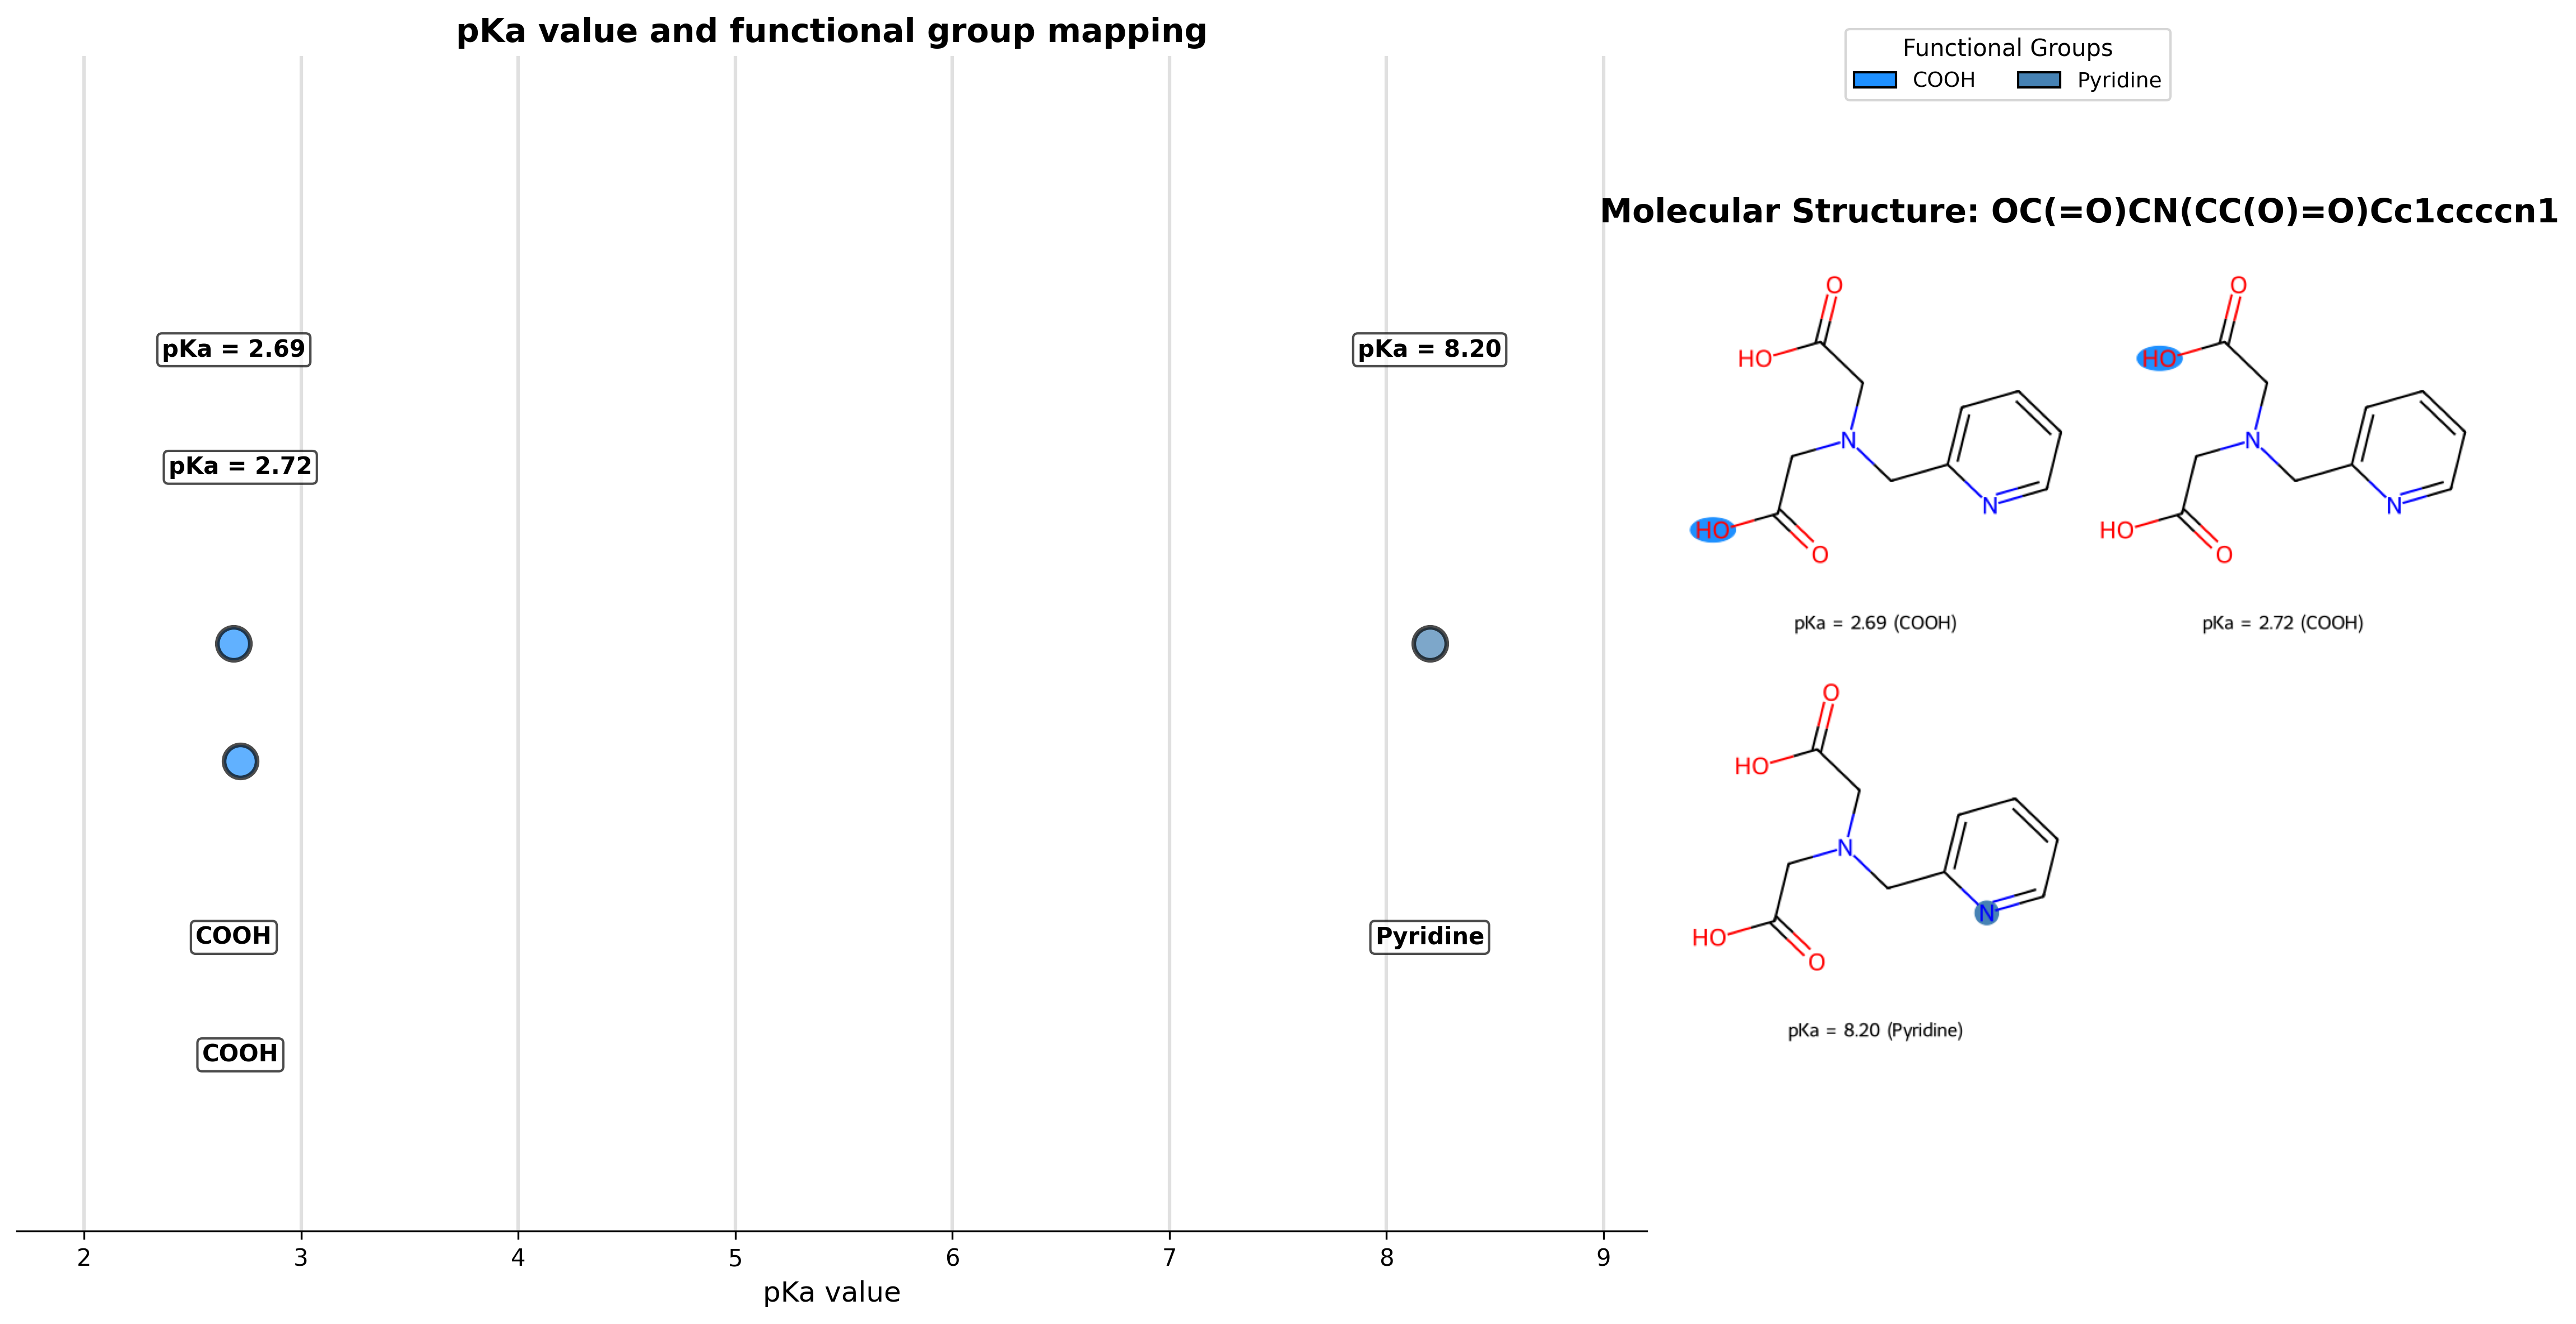 pKa value and functional group mapping
Functional Groups
COOH
Pyridine
Molecular Structure: OC(=O)CN(CC(O)=O)Cc1ccccn1
pKa = 2.69
pKa = 8.20
pKa = 2.72
COOH
Pyridine
COOH
2 3 4 5 6 7 8 9
pKa value
O
HO
N
N
HO
O
pKa = 2.69 (COOH)
O
HO
N
N
HO
O
pKa = 2.72 (COOH)
O
HO
N
N
HO
O
pKa = 8.20 (Pyridine)